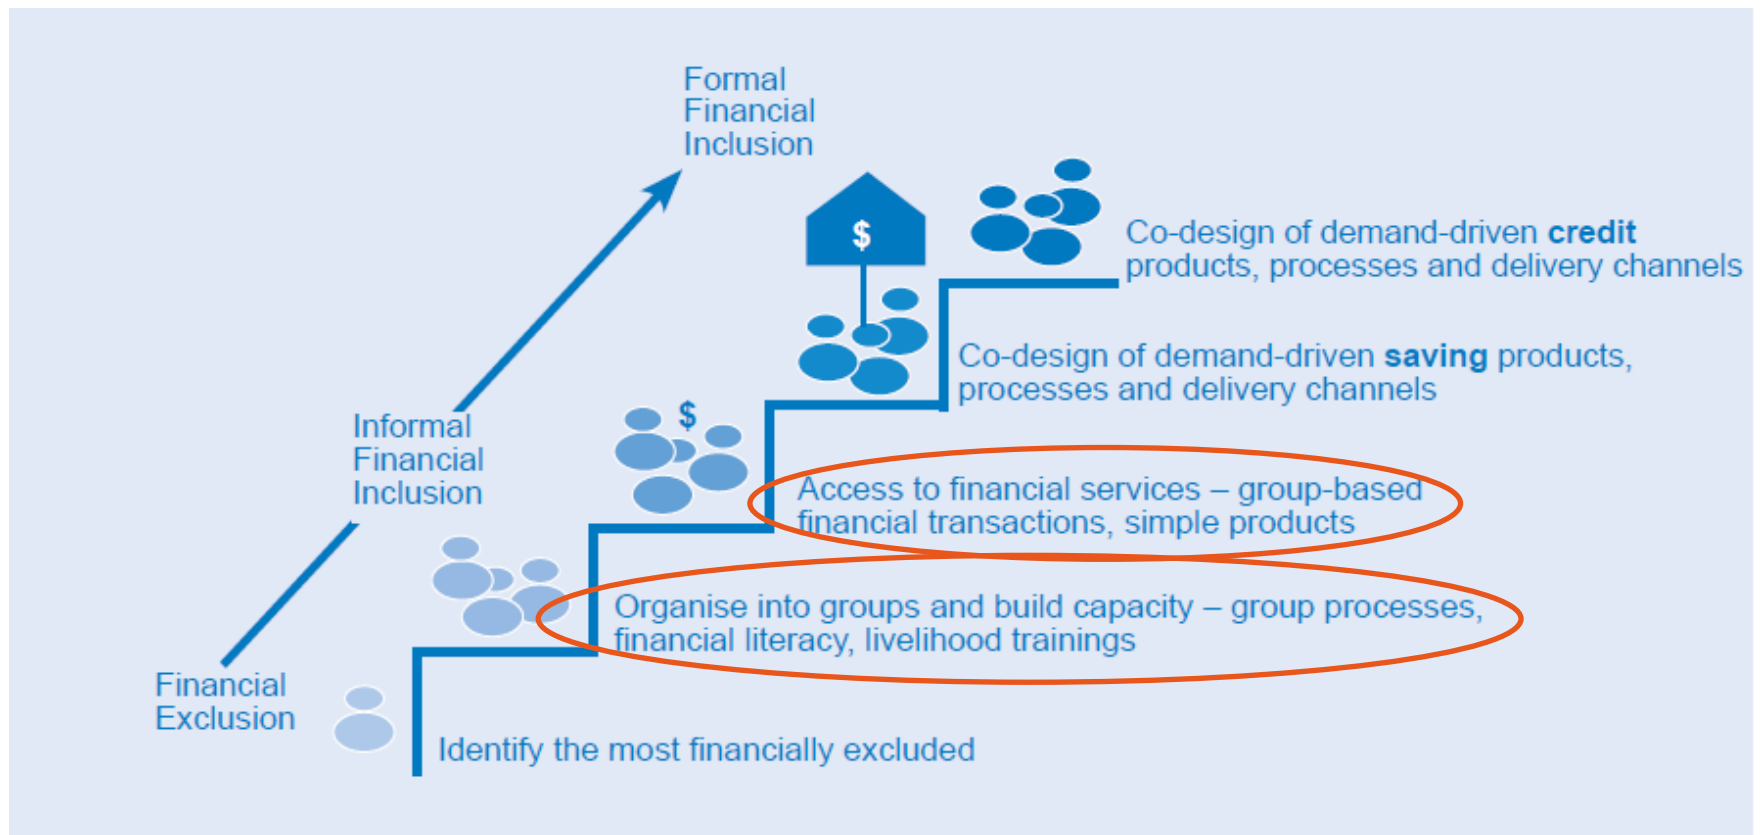 Formal
Financial
Inclusion
$
Co-design of demand-driven credit
products, processes and delivery channels
Co-design of demand-driven saving products,
processes and delivery channels
$
Informal
Financial
Inclusion
Access to financial services – group-based
financial transactions, simple products
Organise into groups and build capacity – group processes,
financial literacy, livelihood trainings
Financial
Exclusion
Identify the most financially excluded